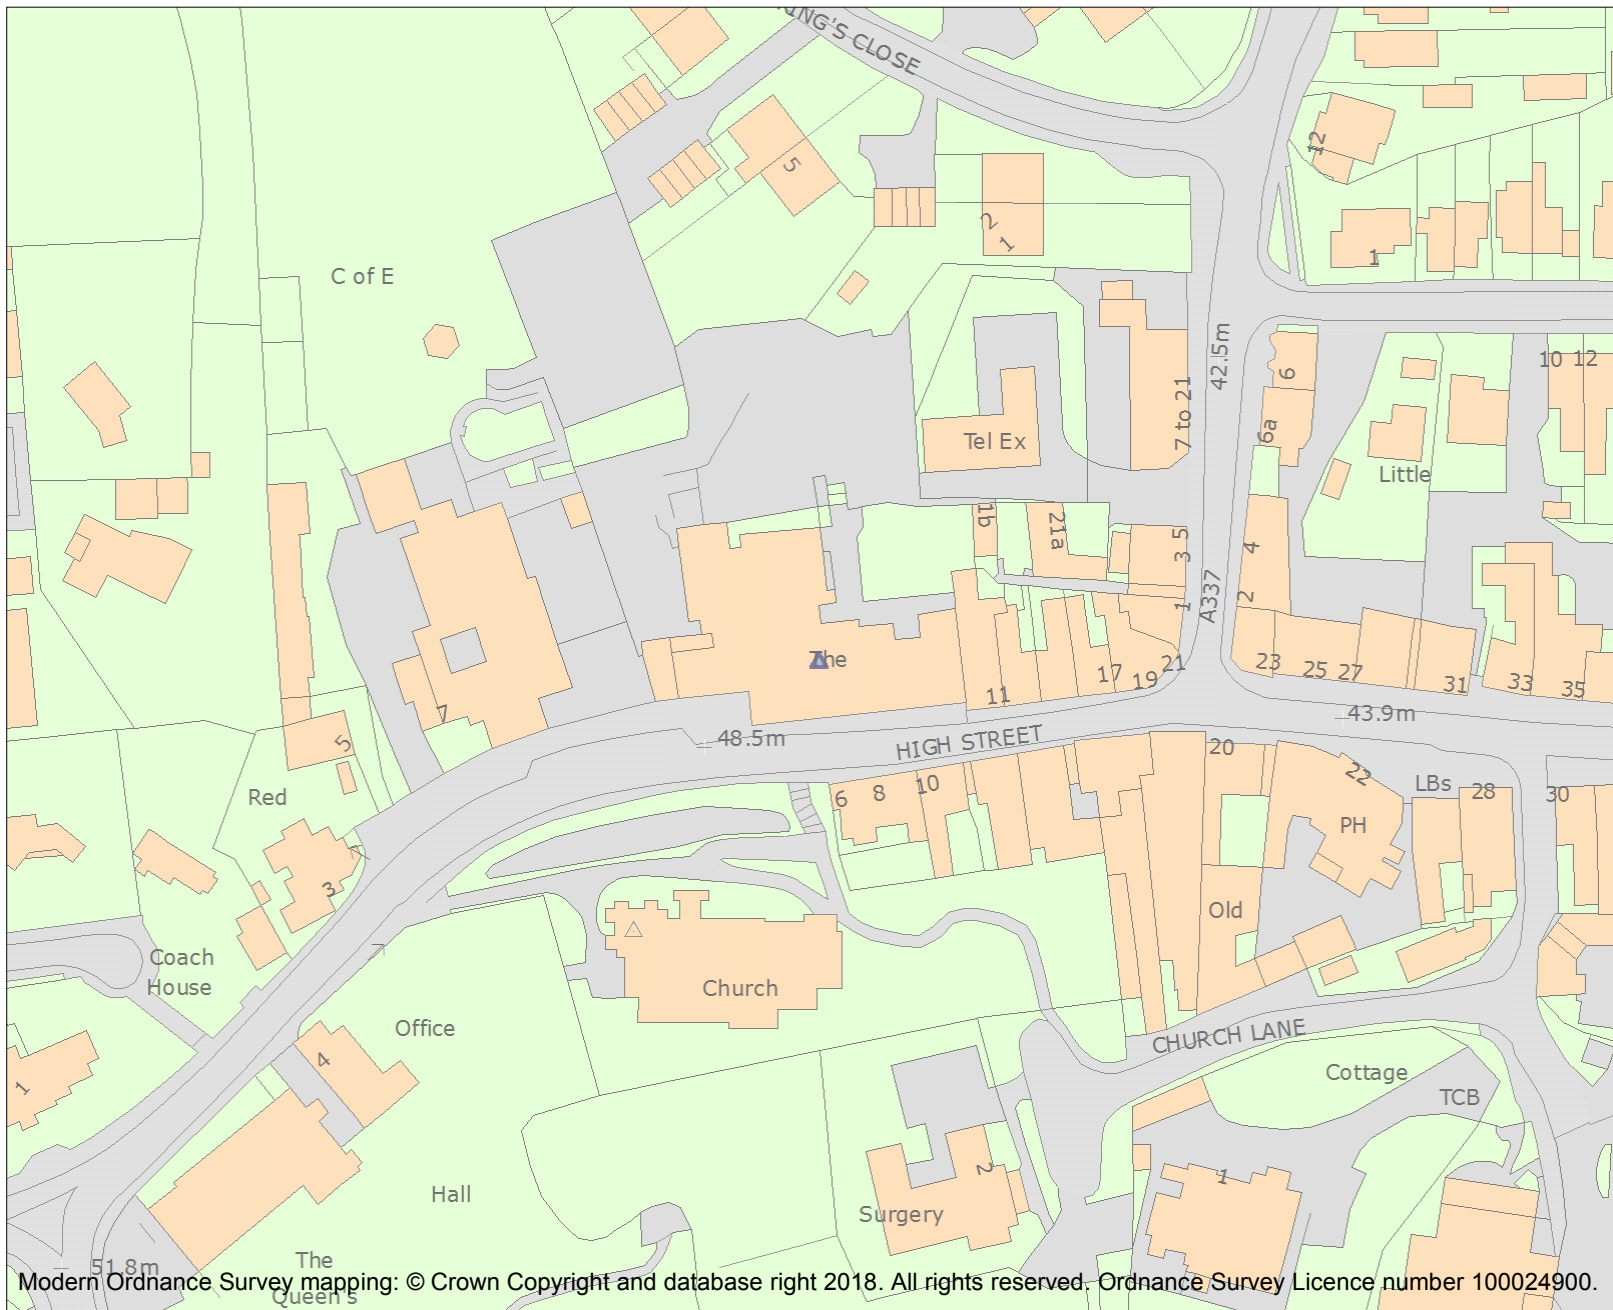 KING'S CLOSE
12
5
2
1
1
C of E
42.5m
6
10 12
7 to 21
6a
Tel Ex
Little
1b
21a
3 5
4
A337
1
2
The
11
17
19
21
23
25
27
31
33
35
7
5
48.5m
HIGH STREET
43.9m
20
22
LBs
28
30
Red
6
8
10
PH
3
Old
Coach
House
Church
Office
CHURCH LANE
4
1
Cottage
TCB
2
1
Hall
Surgery
The
Queen's
51.8m
Modern Ordnance Survey mapping: © Crown Copyright and database right 2018. All rights reserved. Ordnance Survey Licence number 100024900.